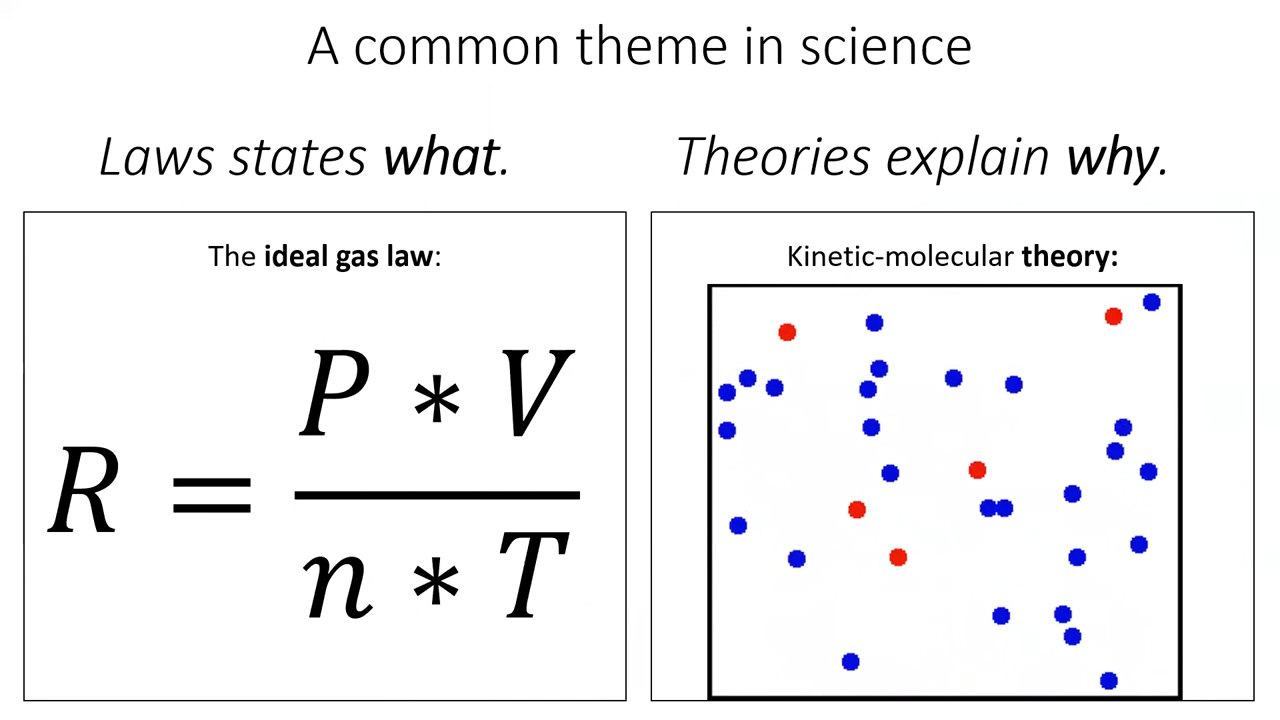 A common theme in science
Laws states what.
Theories explain why.
The ideal gas law:
R = P * V / n * T
Kinetic-molecular theory: